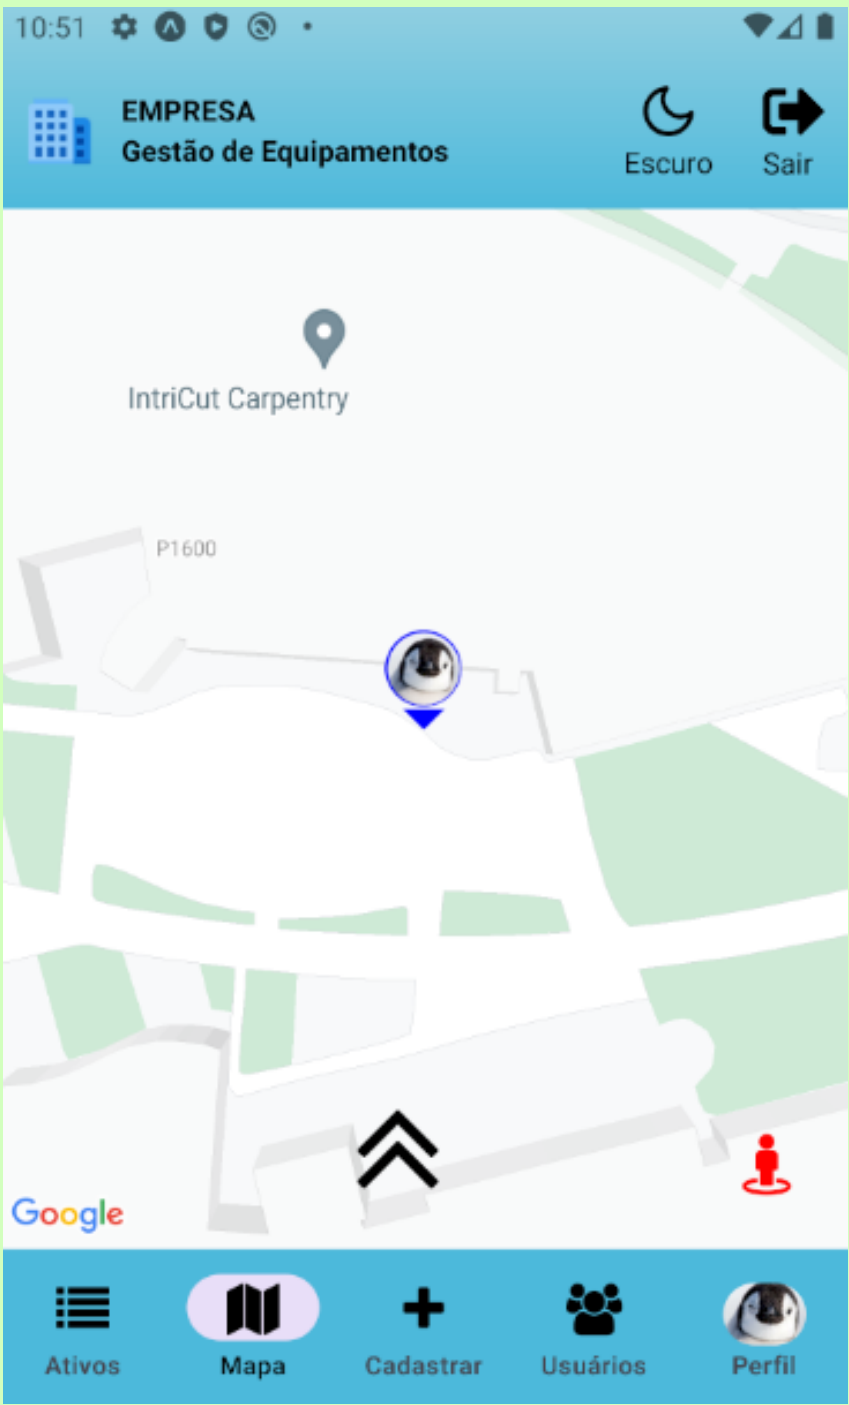 10:51
EMPRESA
Gestão de Equipamentos
Escuro
Sair
IntriCut Carpentry
P1600
Google
Ativos
Mapa
Cadastrar
Usuários
Perfil